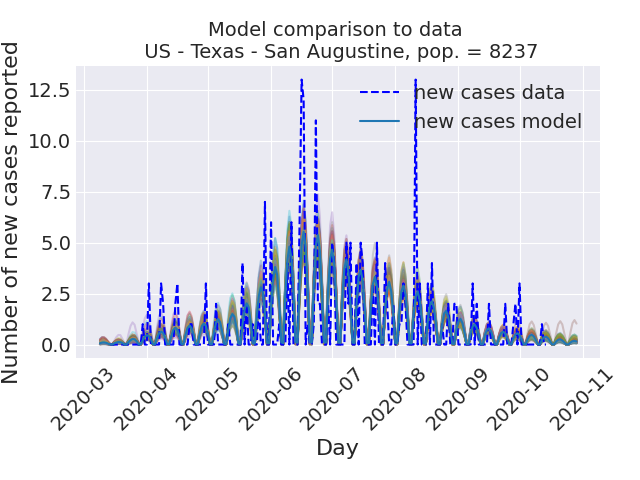 Model comparison to data
US - Texas - San Augustine, pop. = 8237
Number of new cases reported
12.5
10.0
7.5
5.0
2.5
0.0
new cases data
new cases model
2020-03
2020-04
2020-05
2020-06
2020-07
2020-08
2020-09
2020-10
2020-11
Day